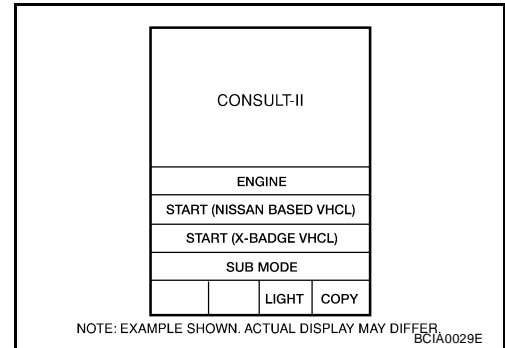 CONSULT-II
ENGINE
START (NISSAN BASED VHCL)
START (X-BADGE VHCL)
SUB MODE
LIGHT COPY
NOTE: EXAMPLE SHOWN. ACTUAL DISPLAY MAY DIFFER.
BCIA0029E